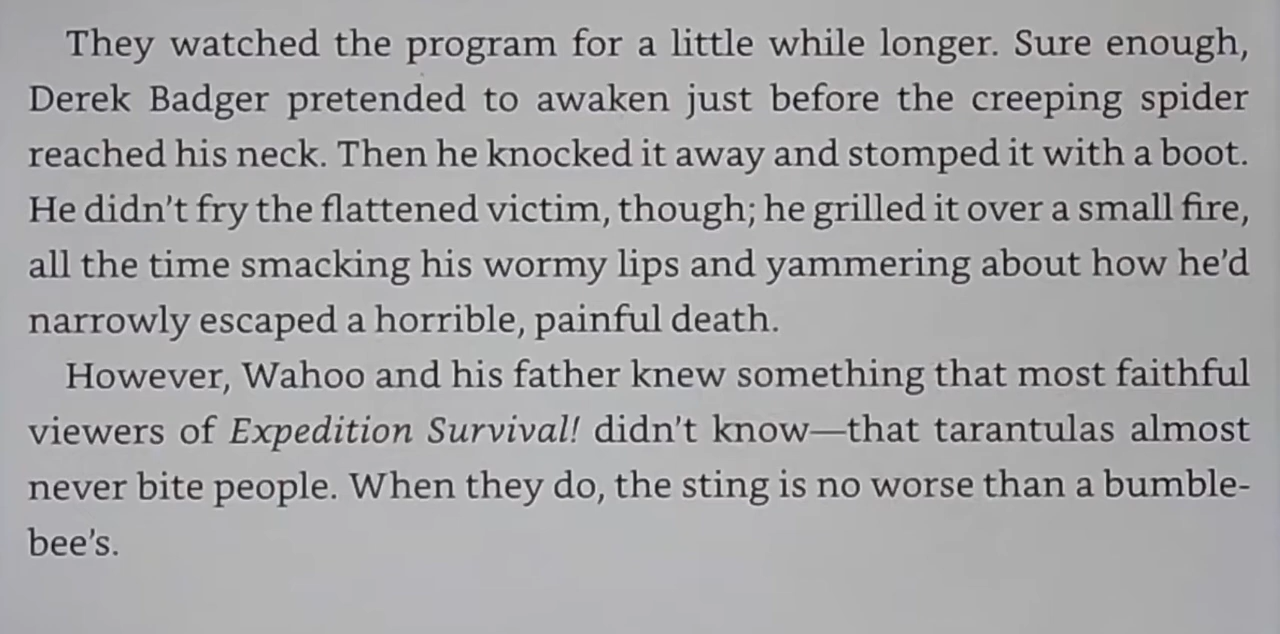 They watched the program for a little while longer. Sure enough,
Derek Badger pretended to awaken just before the creeping spider
reached his neck. Then he knocked it away and stomped it with a boot.
He didn’t fry the flattened victim, though; he grilled it over a small fire,
all the time smacking his wormy lips and yammering about how he’d
narrowly escaped a horrible, painful death.
However, Wahoo and his father knew something that most faithful
viewers of Expedition Survival! didn’t know—that tarantulas almost
never bite people. When they do, the sting is no worse than a bumble-
bee’s.